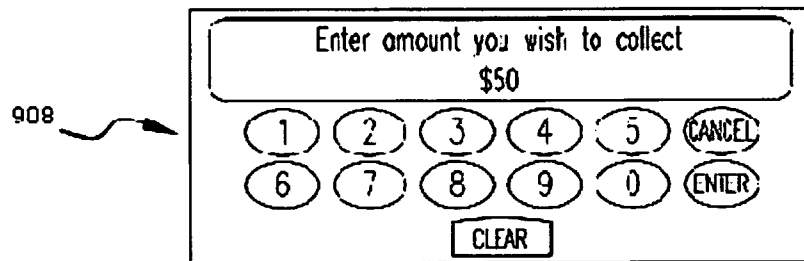 Enter amount you wish to collect
$50
908
1 2 3 4 5 CANCEL
6 7 8 9 0 ENTER
CLEAR